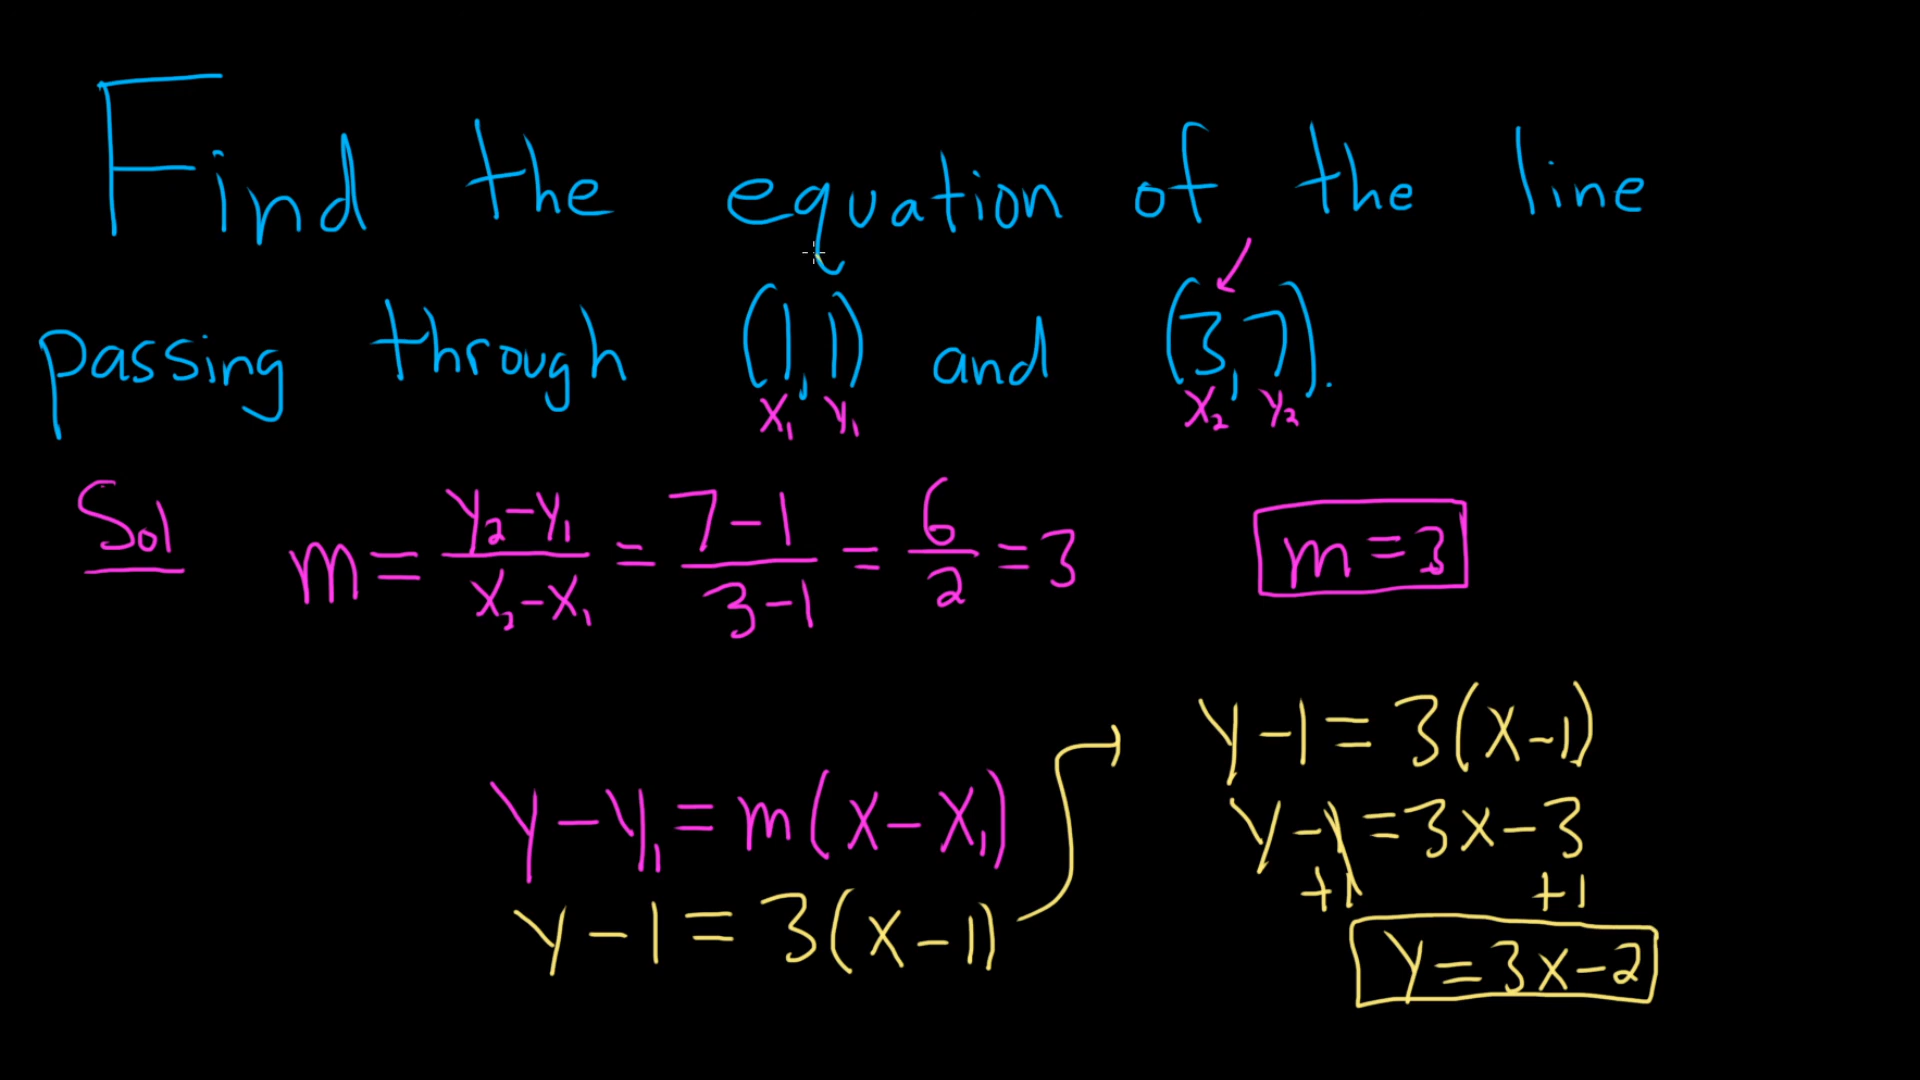 Find the equation of the line
passing through (1,1) and (3,7).
x₁ y₁ x₂ y₂
Sol m = (y₂-y₁)/(x₂-x₁) = (7-1)/(3-1) = 6/2 = 3 m = 3
y - y₁ = m(x - x₁)
y - 1 = 3(x - 1)
y - 1 = 3(x - 1)
y - 1 = 3x - 3
+1 +1
y = 3x - 2